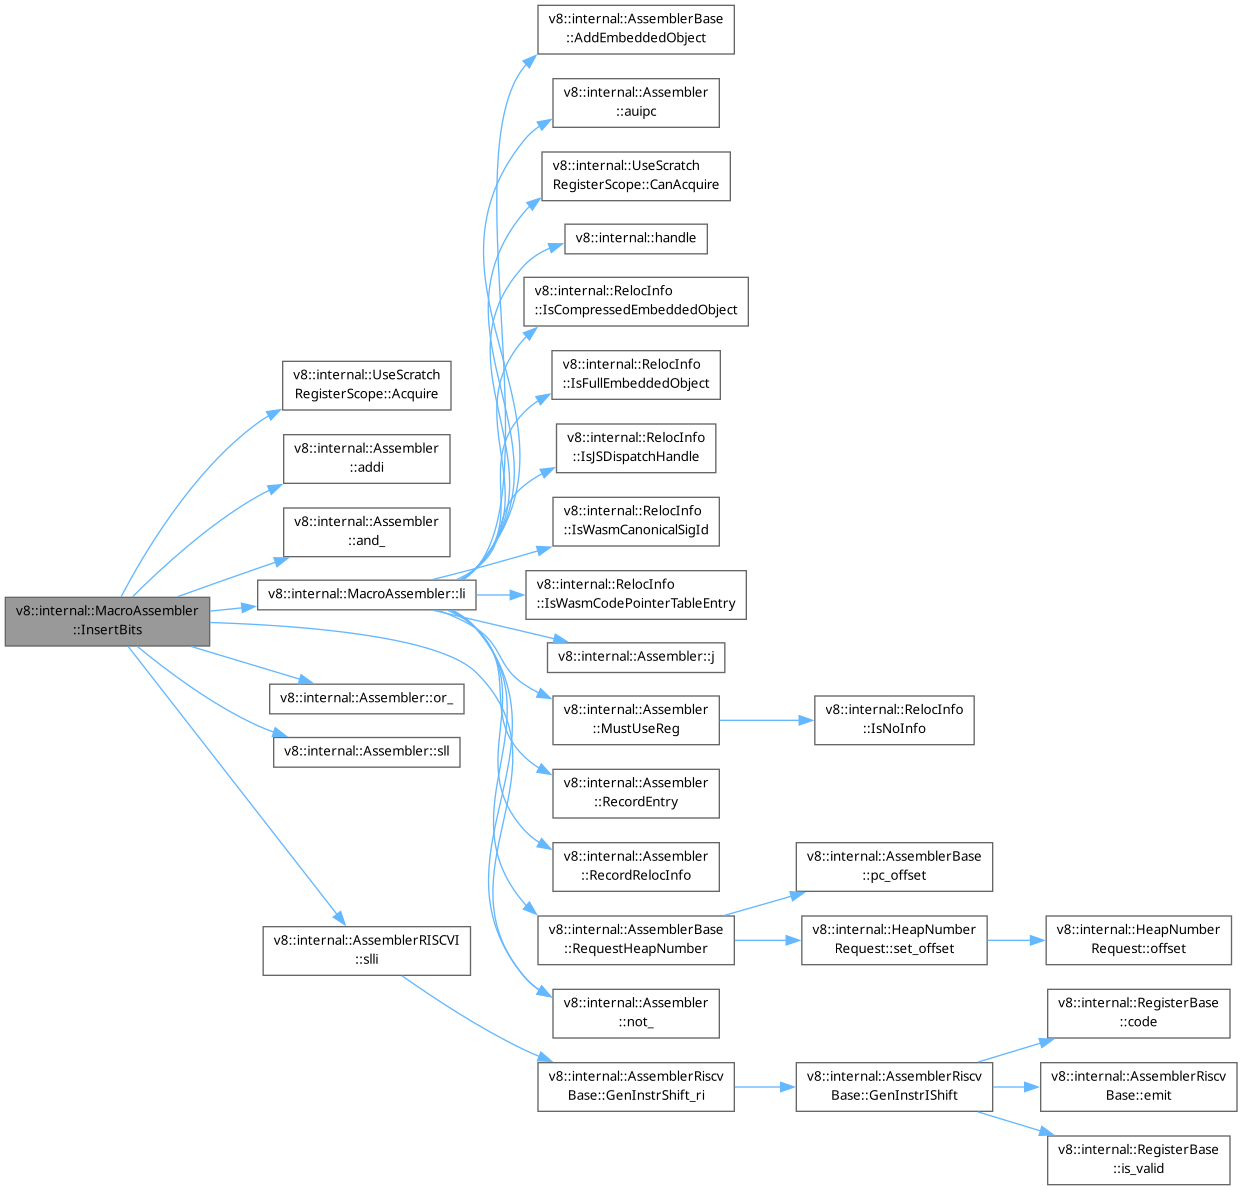 v8::internal::MacroAssembler
::InsertBits
v8::internal::UseScratch
RegisterScope::Acquire
v8::internal::Assembler
::addi
v8::internal::Assembler
::and_
v8::internal::MacroAssembler::li
v8::internal::Assembler::or_
v8::internal::Assembler::sll
v8::internal::AssemblerRISCVI
::slli
v8::internal::AssemblerBase
::AddEmbeddedObject
v8::internal::Assembler
::auipc
v8::internal::UseScratch
RegisterScope::CanAcquire
v8::internal::handle
v8::internal::RelocInfo
::IsCompressedEmbeddedObject
v8::internal::RelocInfo
::IsFullEmbeddedObject
v8::internal::RelocInfo
::IsJSDispatchHandle
v8::internal::RelocInfo
::IsWasmCanonicalSigId
v8::internal::RelocInfo
::IsWasmCodePointerTableEntry
v8::internal::Assembler::j
v8::internal::Assembler
::MustUseReg
v8::internal::Assembler
::RecordEntry
v8::internal::Assembler
::RecordRelocInfo
v8::internal::AssemblerBase
::RequestHeapNumber
v8::internal::Assembler
::not_
v8::internal::AssemblerRiscv
Base::GenInstrShift_ri
v8::internal::RelocInfo
::IsNoInfo
v8::internal::AssemblerBase
::pc_offset
v8::internal::HeapNumber
Request::set_offset
v8::internal::AssemblerRiscv
Base::GenInstrIShift
v8::internal::HeapNumber
Request::offset
v8::internal::RegisterBase
::code
v8::internal::AssemblerRiscv
Base::emit
v8::internal::RegisterBase
::is_valid